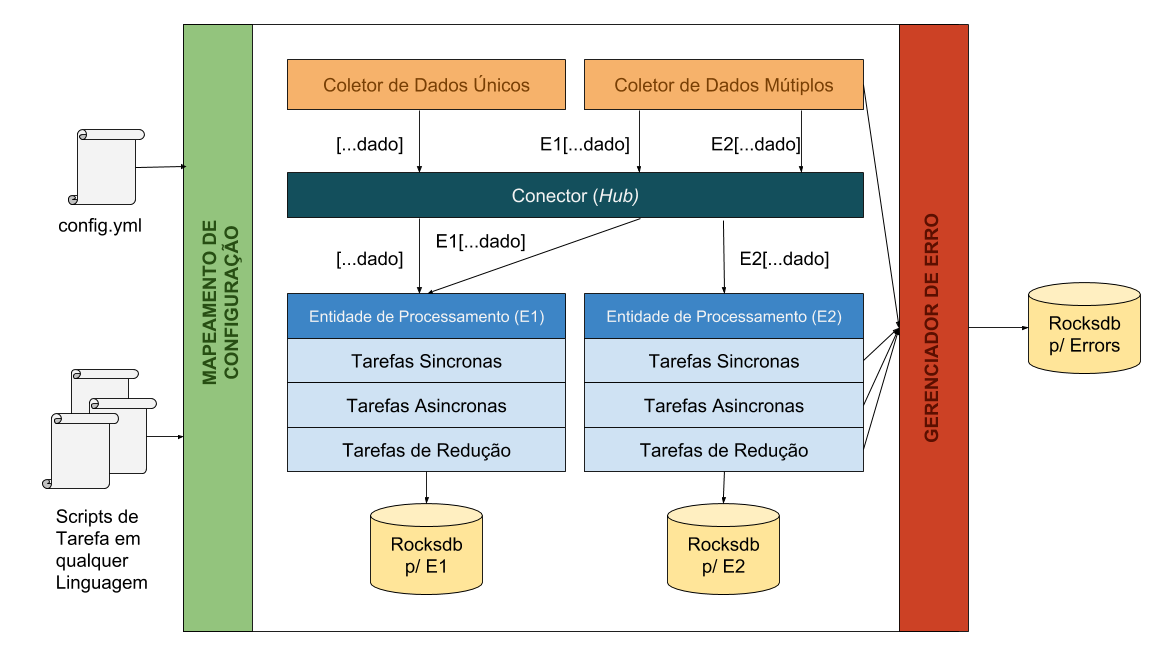 Coletor de Dados Únicos
Coletor de Dados Mútiplos
[...dado]
E1[...dado]
E2[...dado]
Conector (Hub)
config.yml
MAPEAMENTO DE
CONFIGURAÇÃO
E1[...dado]
[...dado]
E2[...dado]
GERENCIADOR DE ERRO
Entidade de Processamento (E1)
Entidade de Processamento (E2)
Rocksdb
p/ Errors
Tarefas Sincronas
Tarefas Sincronas
Tarefas Asincronas
Tarefas Asincronas
Tarefas de Redução
Tarefas de Redução
Scripts de
Tarefa em
qualquer
Linguagem
Rocksdb
p/ E1
Rocksdb
p/ E2